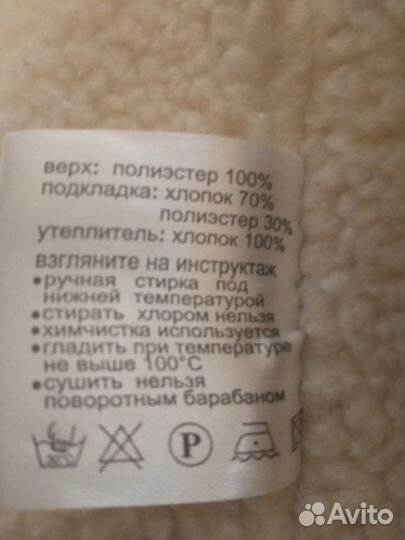 верх: полиэстер 100%
подкладка: хлопок 70%
полиэстер 30%
утеплитель: хлопок 100%
взгляните на инструктаж
•ручная стирка под
нижней температурой
•стирать хлором нельзя
•химчистка используется
•гладить при температуре
не выше 100°C
•сушить нельзя
поворотным барабаном
30°C
P
Avito